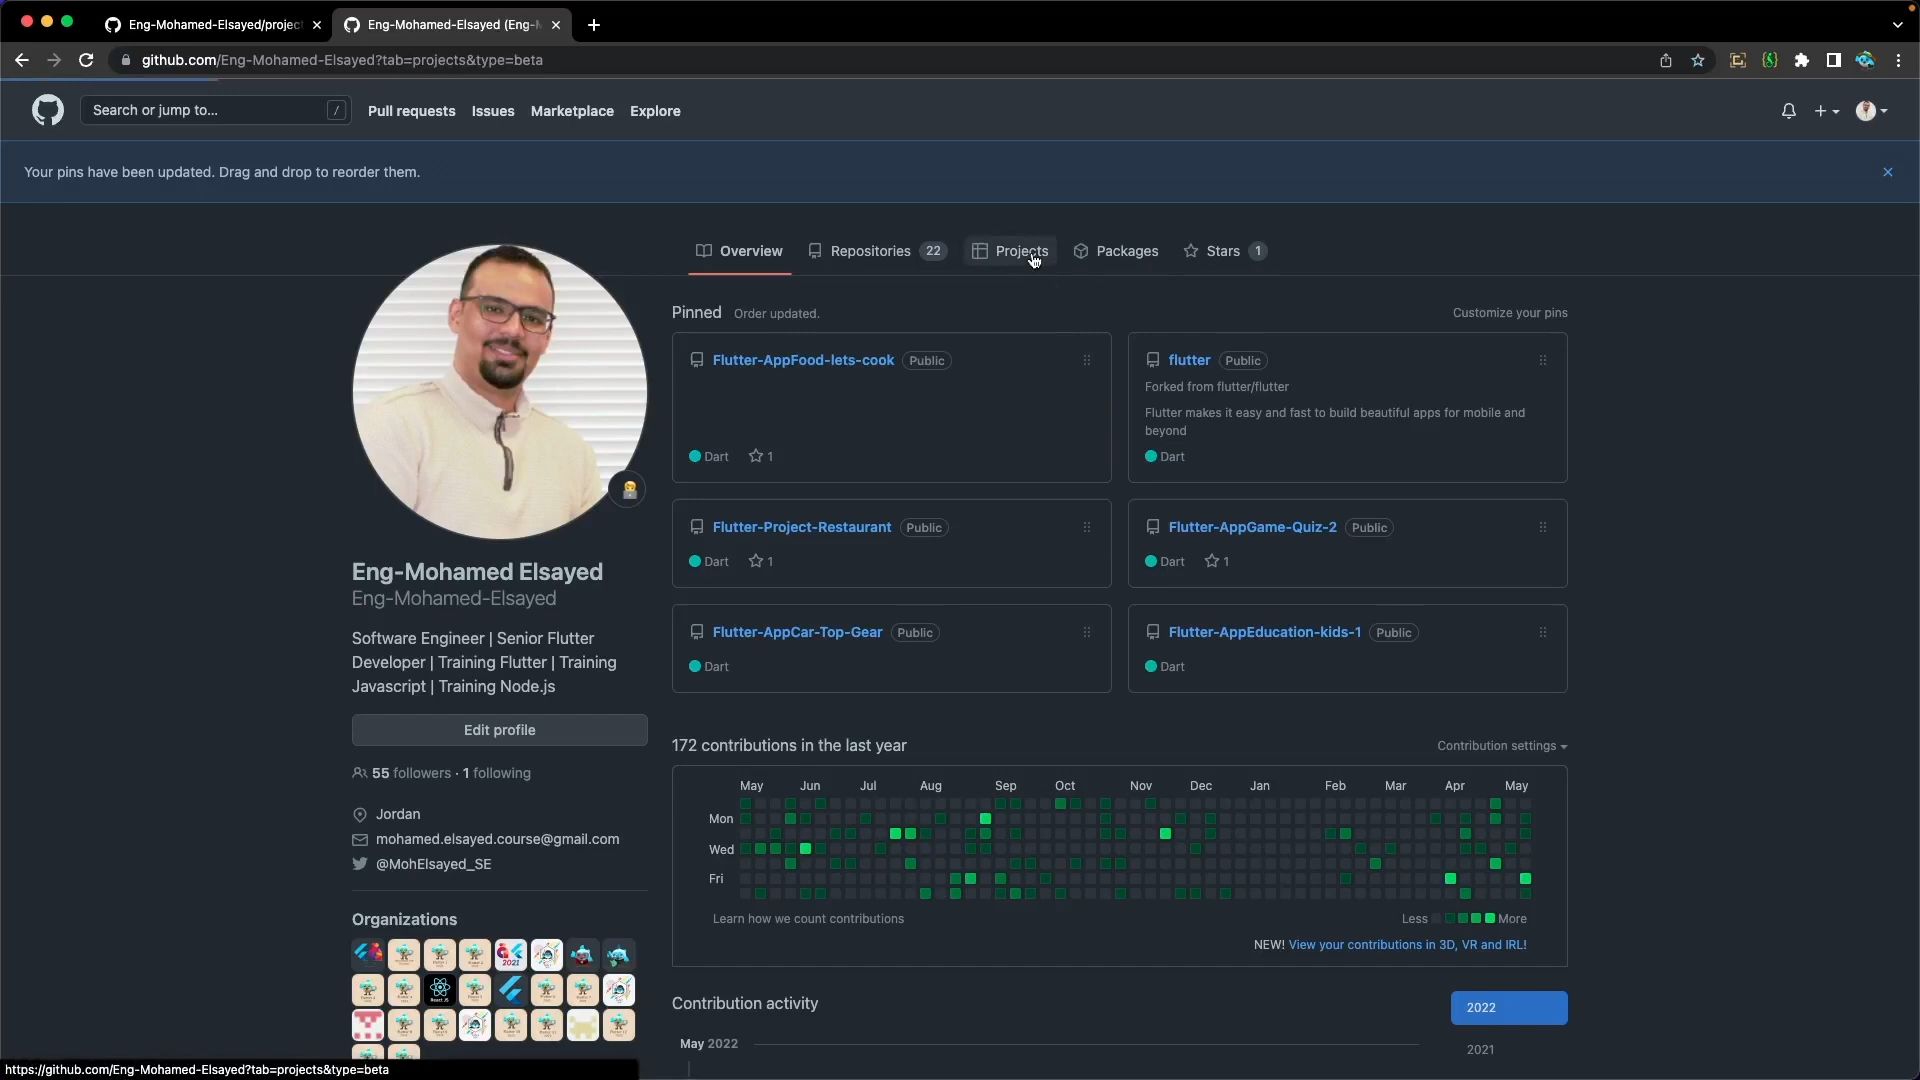 Eng-Mohamed-Elsayed/project
Eng-Mohamed-Elsayed (Eng-M
github.com/Eng-Mohamed-Elsayed?tab=projects&type=beta
Search or jump to... /
Pull requests Issues Marketplace Explore
Your pins have been updated. Drag and drop to reorder them.
Overview Repositories 22 Projects Packages Stars 1
Pinned Order updated. Customize your pins
Flutter-AppFood-lets-cook Public
Dart 1
flutter Public
Forked from flutter/flutter
Flutter makes it easy and fast to build beautiful apps for mobile and
beyond
Dart
Flutter-Project-Restaurant Public
Dart 1
Flutter-AppGame-Quiz-2 Public
Dart 1
Flutter-AppCar-Top-Gear Public
Dart
Flutter-AppEducation-kids-1 Public
Dart
Eng-Mohamed Elsayed
Eng-Mohamed-Elsayed
Software Engineer | Senior Flutter
Developer | Training Flutter | Training
Javascript | Training Node.js
Edit profile
55 followers · 1 following
Jordan
mohamed.elsayed.course@gmail.com
@MohElsayed_SE
Organizations
172 contributions in the last year
Contribution settings
May Jun Jul Aug Sep Oct Nov Dec Jan Feb Mar Apr May
Mon
Wed
Fri
Learn how we count contributions
Less More
NEW! View your contributions in 3D, VR and IRL!
Contribution activity
2022
May 2022
2021
https://github.com/Eng-Mohamed-Elsayed?tab=projects&type=beta